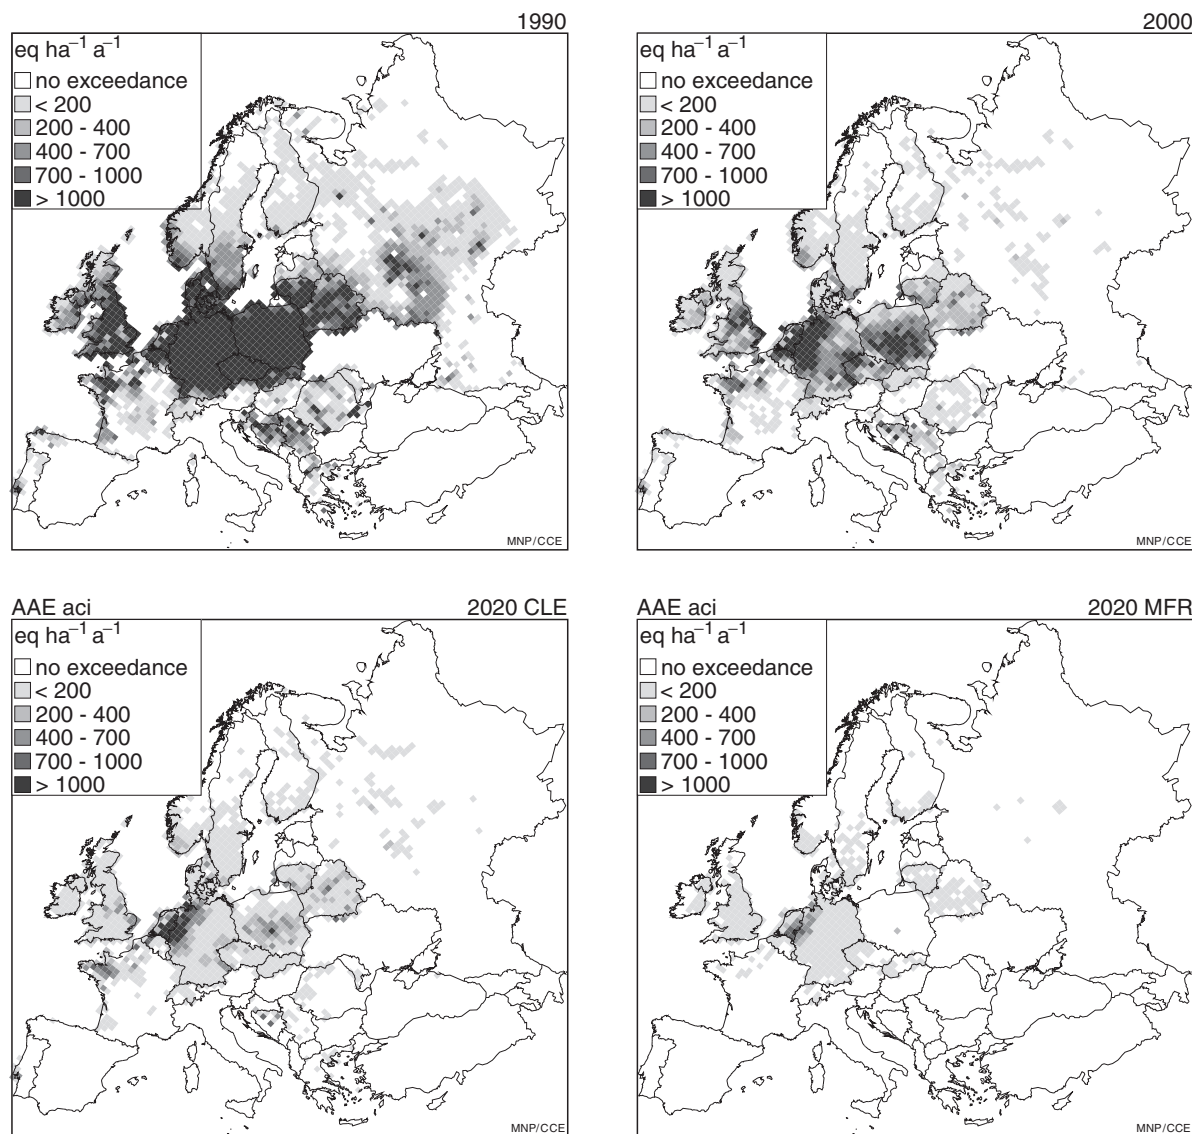 1990
eq ha⁻¹ a⁻¹
no exceedance
< 200
200 - 400
400 - 700
700 - 1000
> 1000
MNP/CCE
2000
eq ha⁻¹ a⁻¹
no exceedance
< 200
200 - 400
400 - 700
700 - 1000
> 1000
MNP/CCE
AAE aci 2020 CLE
eq ha⁻¹ a⁻¹
no exceedance
< 200
200 - 400
400 - 700
700 - 1000
> 1000
MNP/CCE
AAE aci 2020 MFR
eq ha⁻¹ a⁻¹
no exceedance
< 200
200 - 400
400 - 700
700 - 1000
> 1000
MNP/CCE